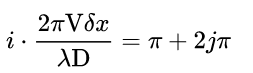 i · 2πVδx / λD = π + 2jπ